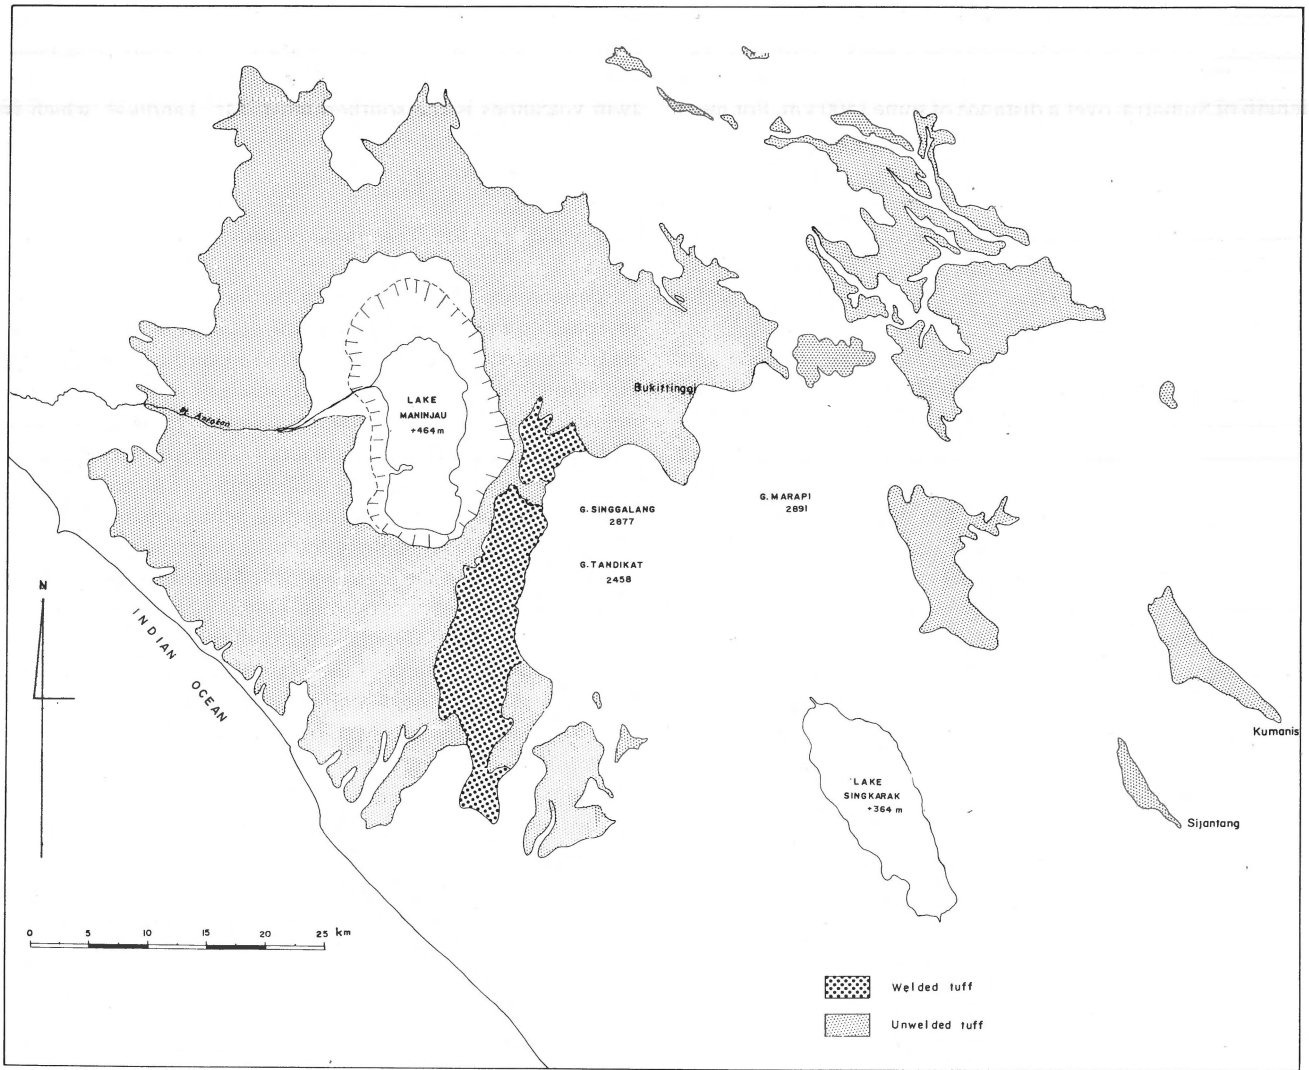 Bukittinggi
LAKE
MANINJAU
+464 m
G. SINGGALANG
2877
G. MARAPI
2891
G. TANDIKAT
2458
N
INDIAN
OCEAN
Kumanis
LAKE
SINGKARAK
+364 m
Sijantang
0 5 10 15 20 25 km
Welded tuff
Unwelded tuff